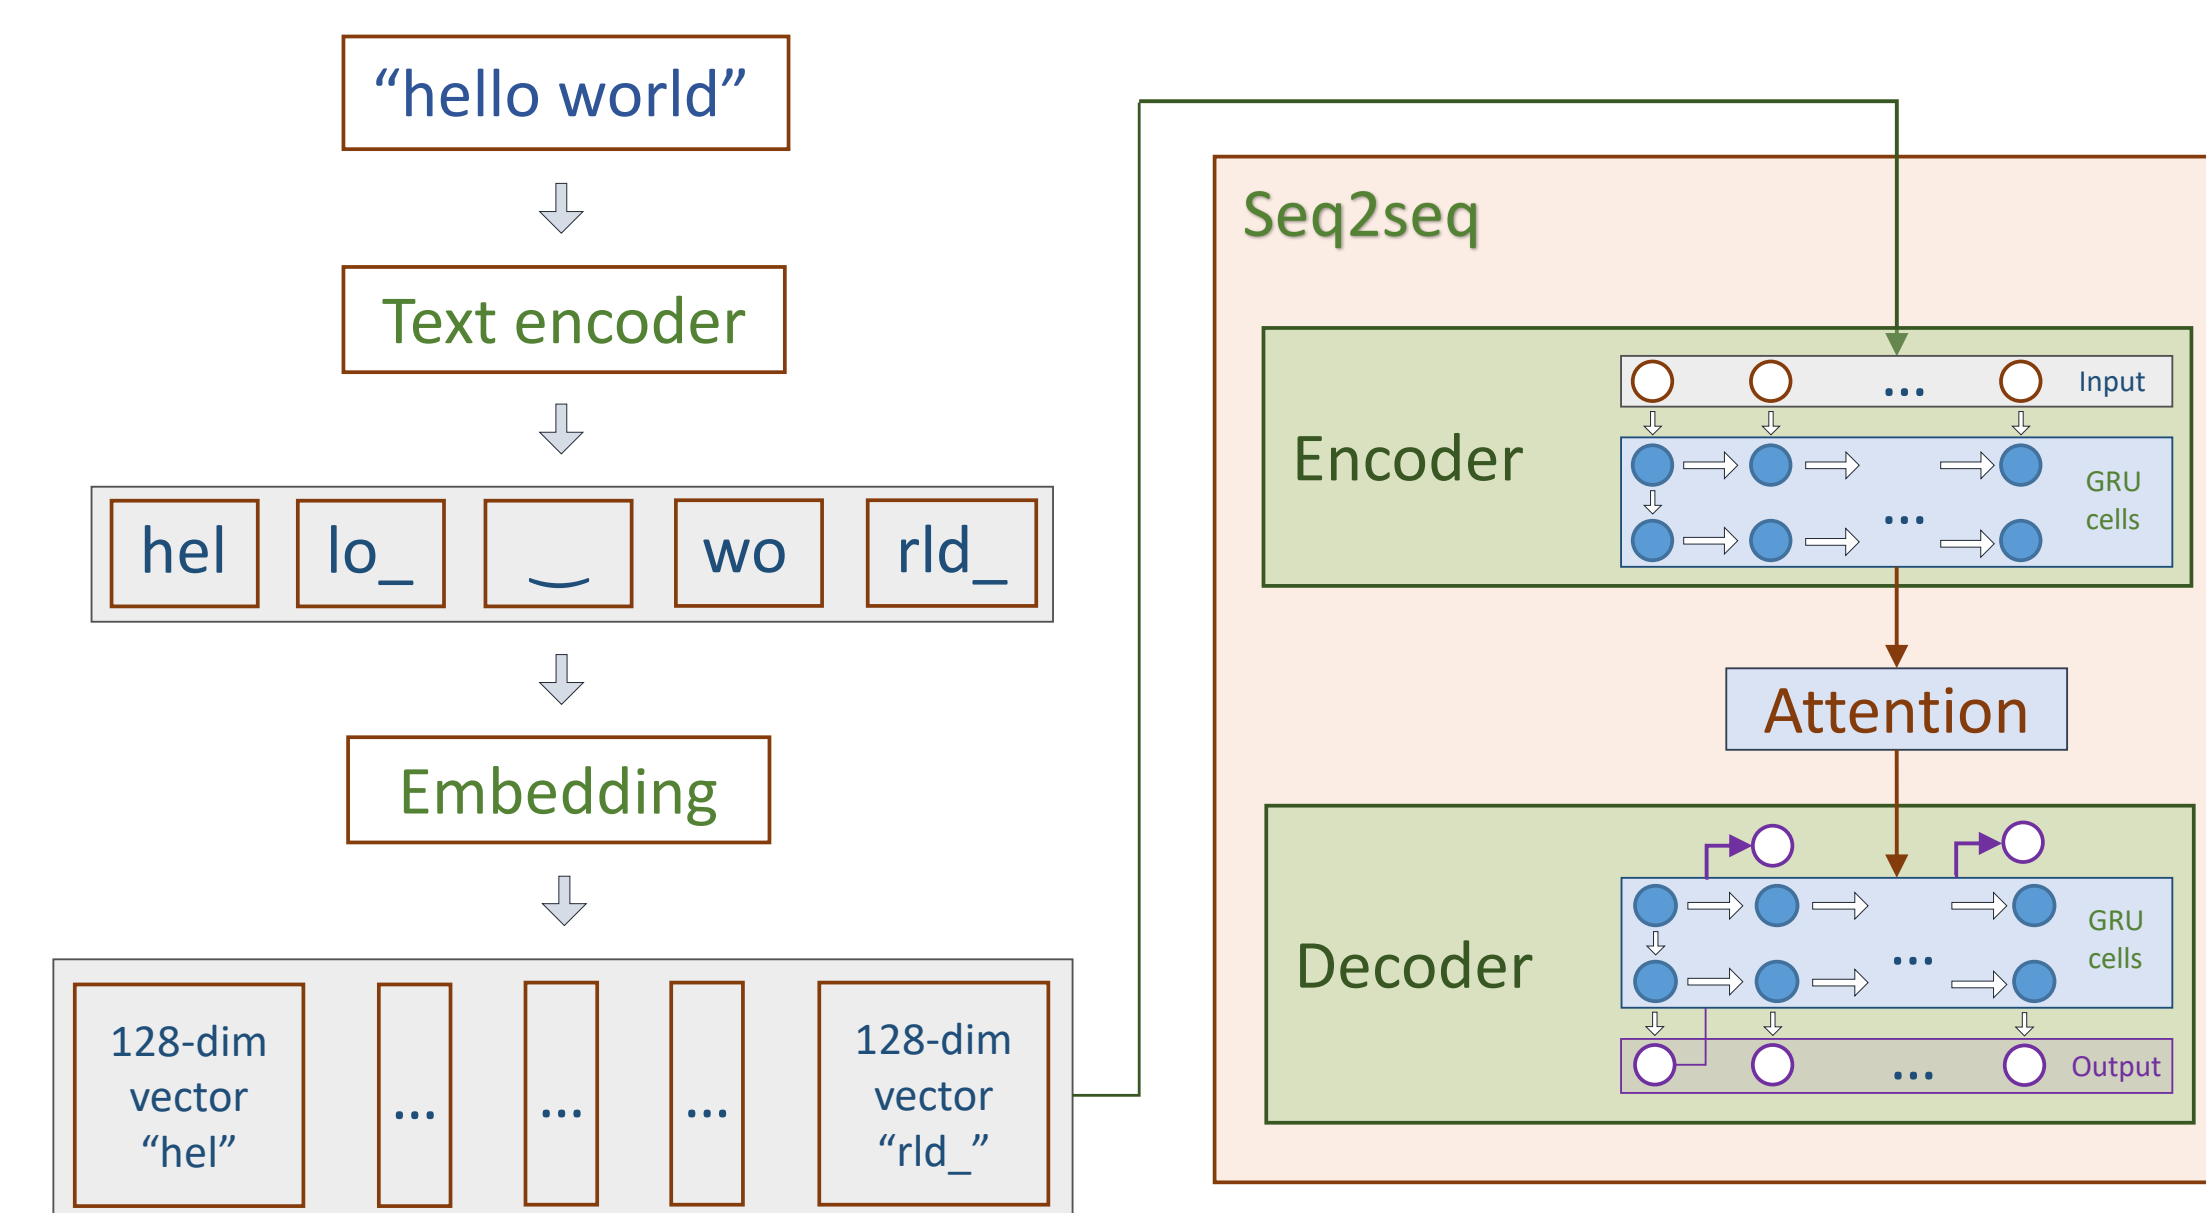 “hello world”
Text encoder
hel lo_ ‿ wo rld_
Embedding
128-dim
vector
“hel”
...
...
...
128-dim
vector
“rld_”
Seq2seq
Encoder
... Input
GRU
cells
...
Attention
Decoder
GRU
cells
...
... Output